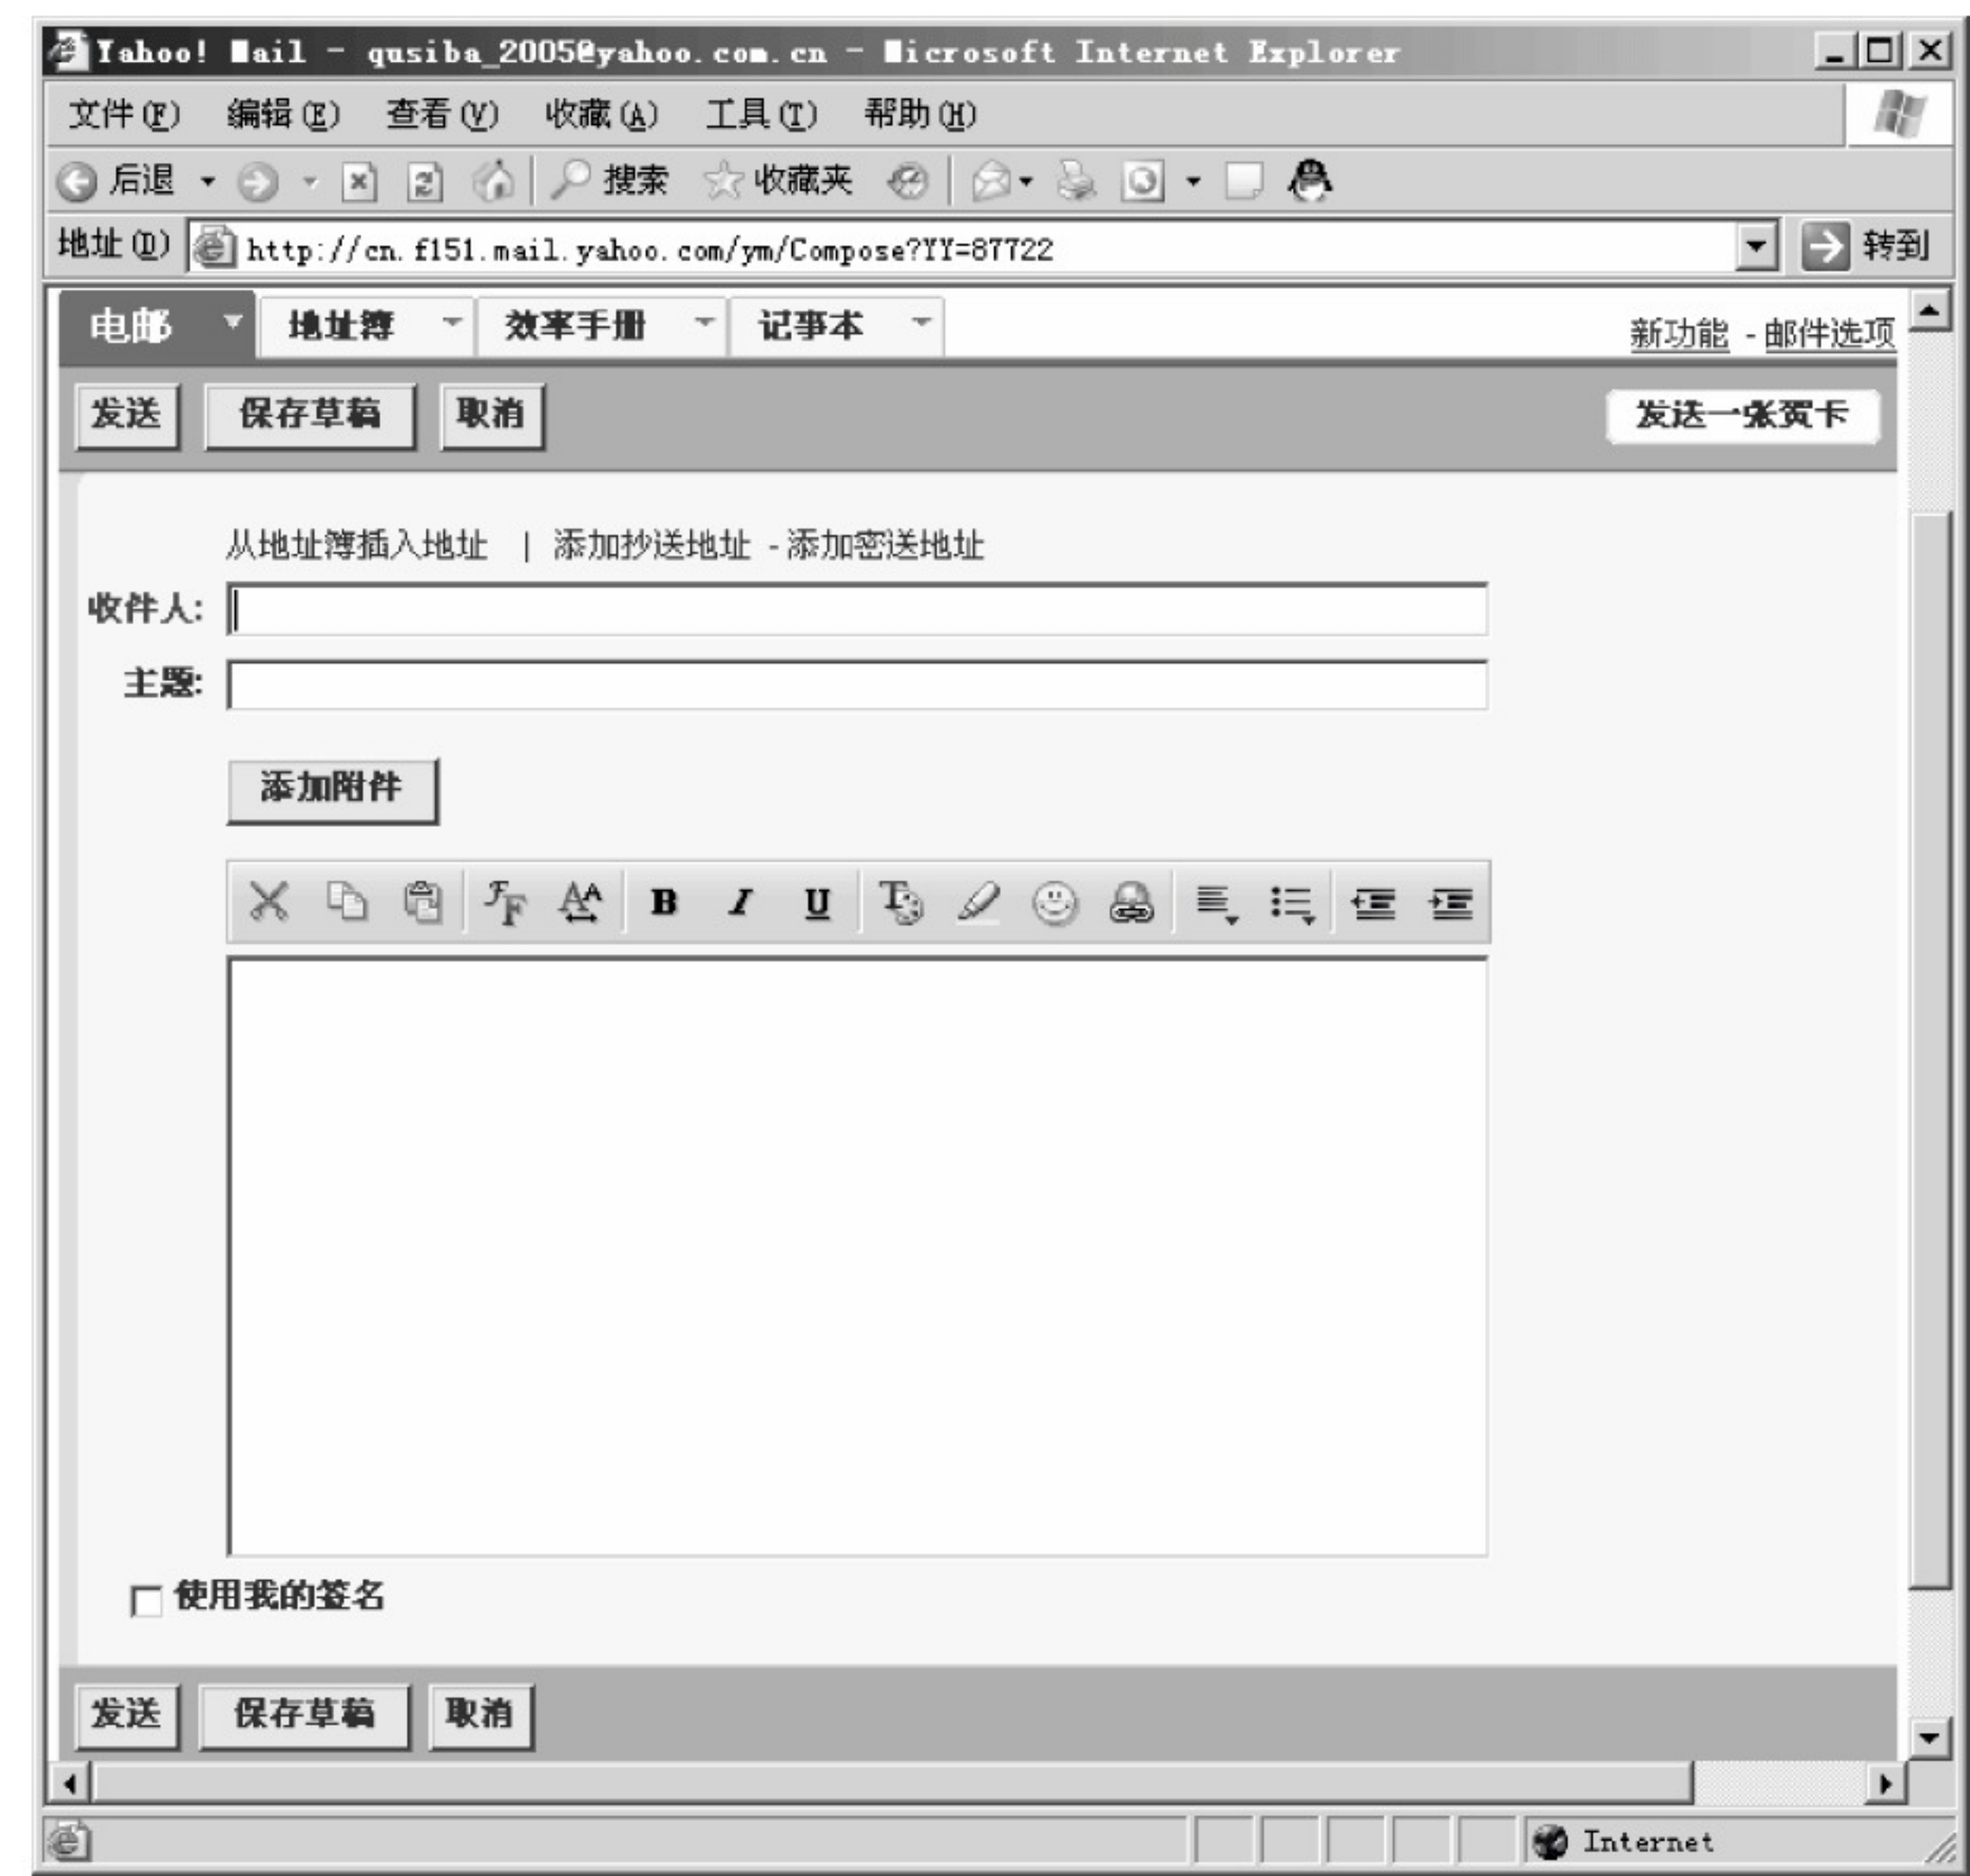 Yahoo! Mail - qusiba_2005@yahoo.com.cn - Microsoft Internet Explorer
文件(F) 编辑(E) 查看(V) 收藏(A) 工具(T) 帮助(H)
后退 搜索 收藏夹
地址(D) http://cn.f151.mail.yahoo.com/ym/Compose?YY=87722 转到
电邮 地址簿 效率手册 记事本 新功能 - 邮件选项
发送 保存草稿 取消 发送一张贺卡
从地址簿插入地址 | 添加抄送地址 - 添加密送地址
收件人:
主题:
添加附件
B I U
使用我的签名
发送 保存草稿 取消
Internet